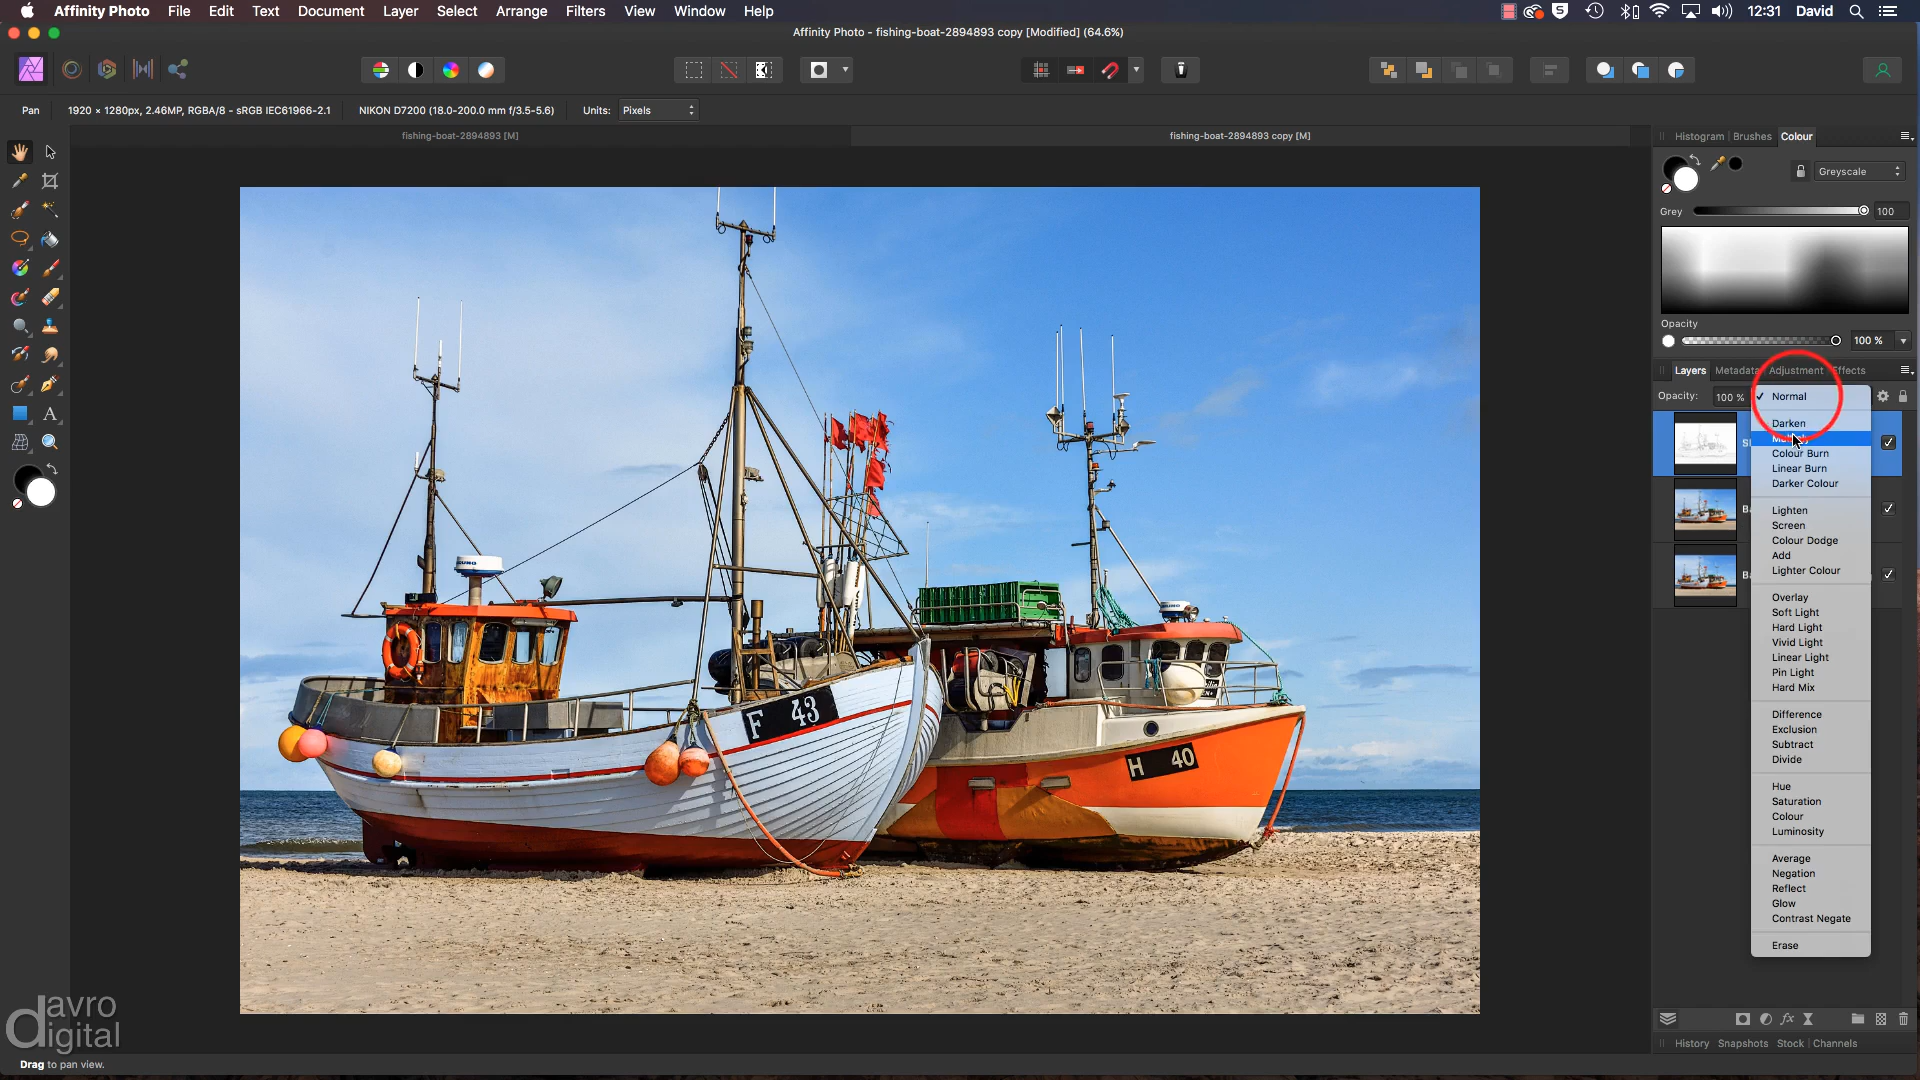 Affinity Photo File Edit Text Document Layer Select Arrange Filters View Window Help
12:31 David
Affinity Photo - fishing-boat-2894893 copy [Modified] (64.6%)
Pan 1920 × 1280px, 2.46MP, RGBA/8 - sRGB IEC61966-2.1 NIKON D7200 (18.0-200.0 mm f/3.5-5.6) Units: Pixels
fishing-boat-2894893 [M] fishing-boat-2894893 copy [M]
Histogram Brushes Colour
Greyscale
Grey 100
Opacity
100 %
Layers Metadata Adjustment Effects
Opacity: 100 % Normal
Darken
Colour Burn
Linear Burn
Darker Colour
Lighten
Screen
Colour Dodge
Add
Lighter Colour
Overlay
Soft Light
Hard Light
Vivid Light
Linear Light
Pin Light
Hard Mix
Difference
Exclusion
Subtract
Divide
Hue
Saturation
Colour
Luminosity
Average
Negation
Reflect
Glow
Contrast Negate
Erase
F 43
H 40
davro
digital
History Snapshots Stock Channels
Drag to pan view.